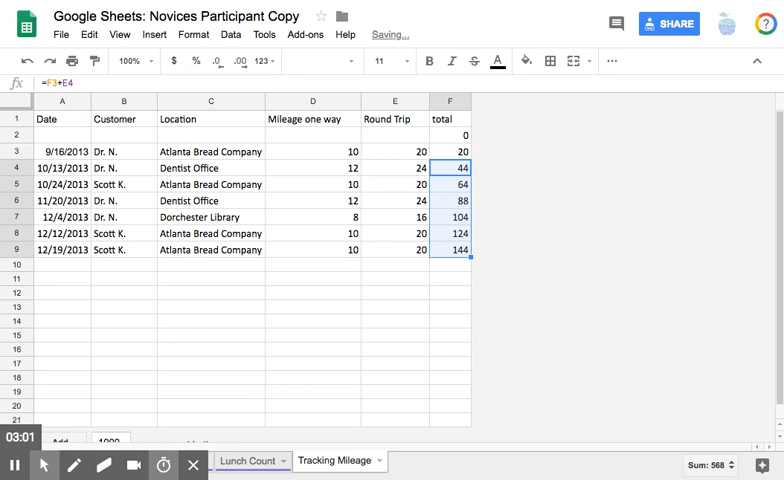 Google Sheets: Novices Participant Copy
File Edit View Insert Format Data Tools Add-ons Help Saving...
SHARE
100% $ % .0 .00 123 11 B I S A
fx =F3+E4
A B C D E F
1 Date Customer Location Mileage one way Round Trip total
2 0
3 9/16/2013 Dr. N. Atlanta Bread Company 10 20 20
4 10/13/2013 Dr. N. Dentist Office 12 24 44
5 10/24/2013 Scott K. Atlanta Bread Company 10 20 64
6 11/20/2013 Dr. N. Dentist Office 12 24 88
7 12/4/2013 Dr. N. Dorchester Library 8 16 104
8 12/12/2013 Scott K. Atlanta Bread Company 10 20 124
9 12/19/2013 Scott K. Atlanta Bread Company 10 20 144
10
11
12
13
14
15
16
17
18
19
20
21
03:01 Add 1000
Lunch Count Tracking Mileage Sum: 568